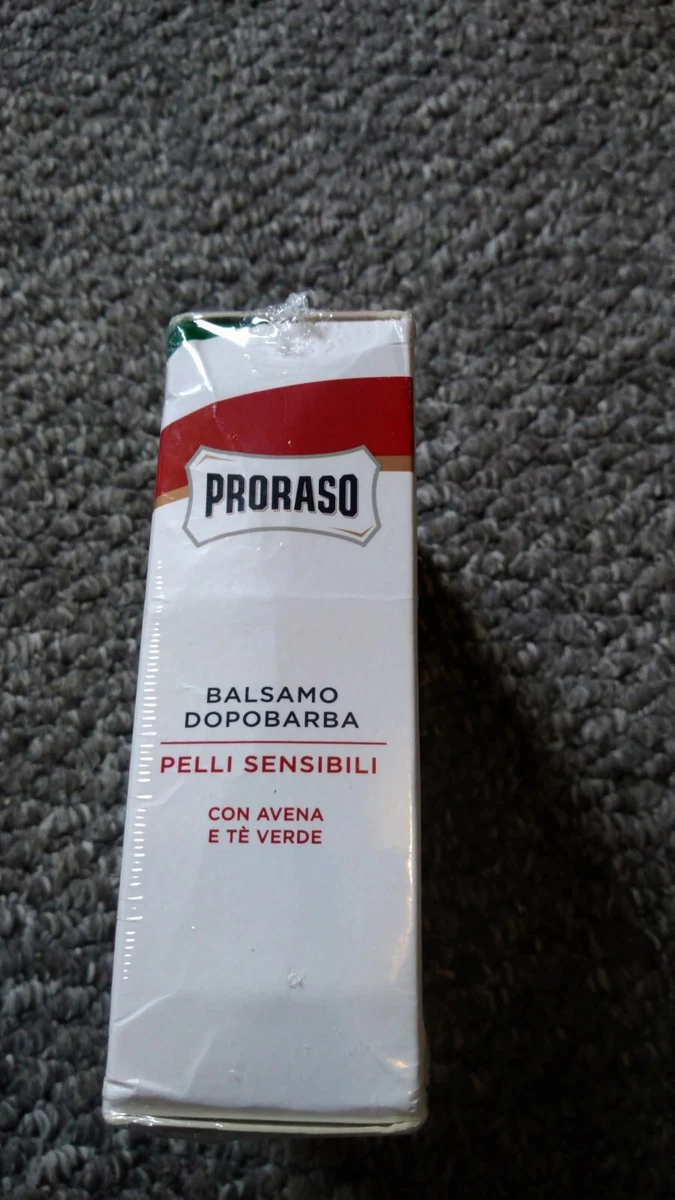 PRORASO
BALSAMO
DOPOBARBA
PELLI SENSIBILI
CON AVENA
E TÈ VERDE